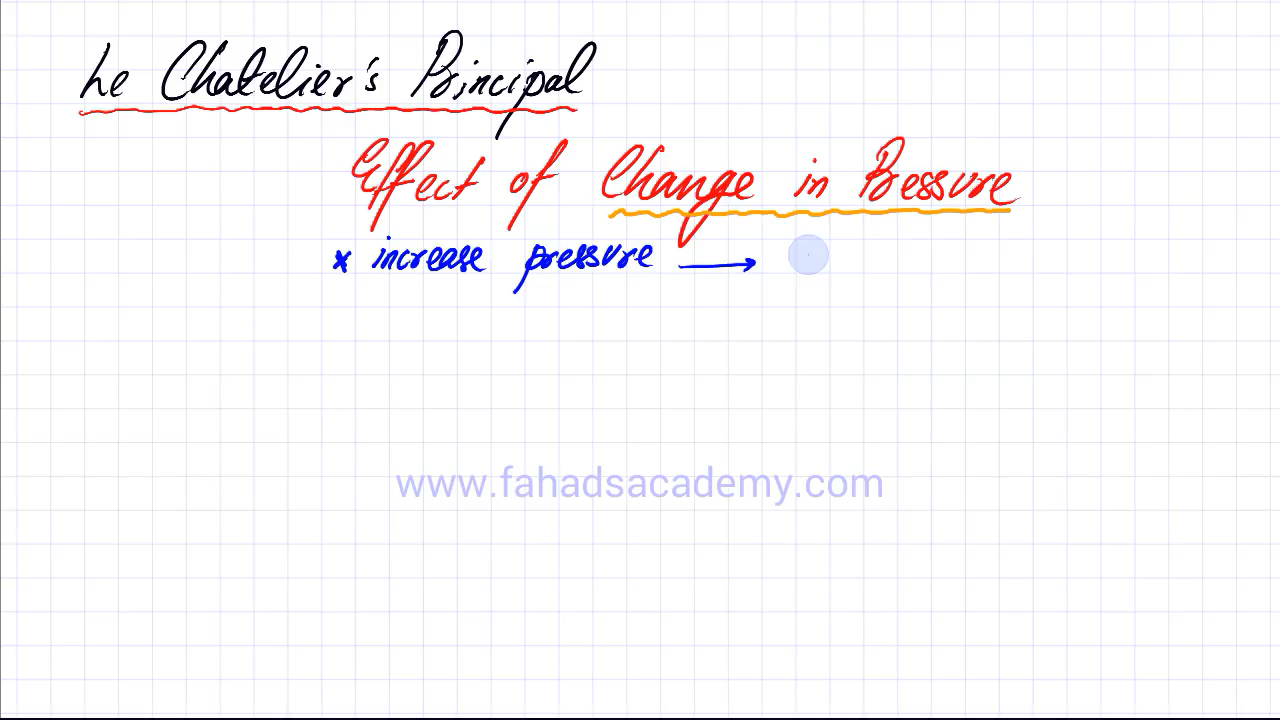 Le Chatelier's Principal
Effect of Change in Pressure
* increase pressure →
www.fahadsacademy.com